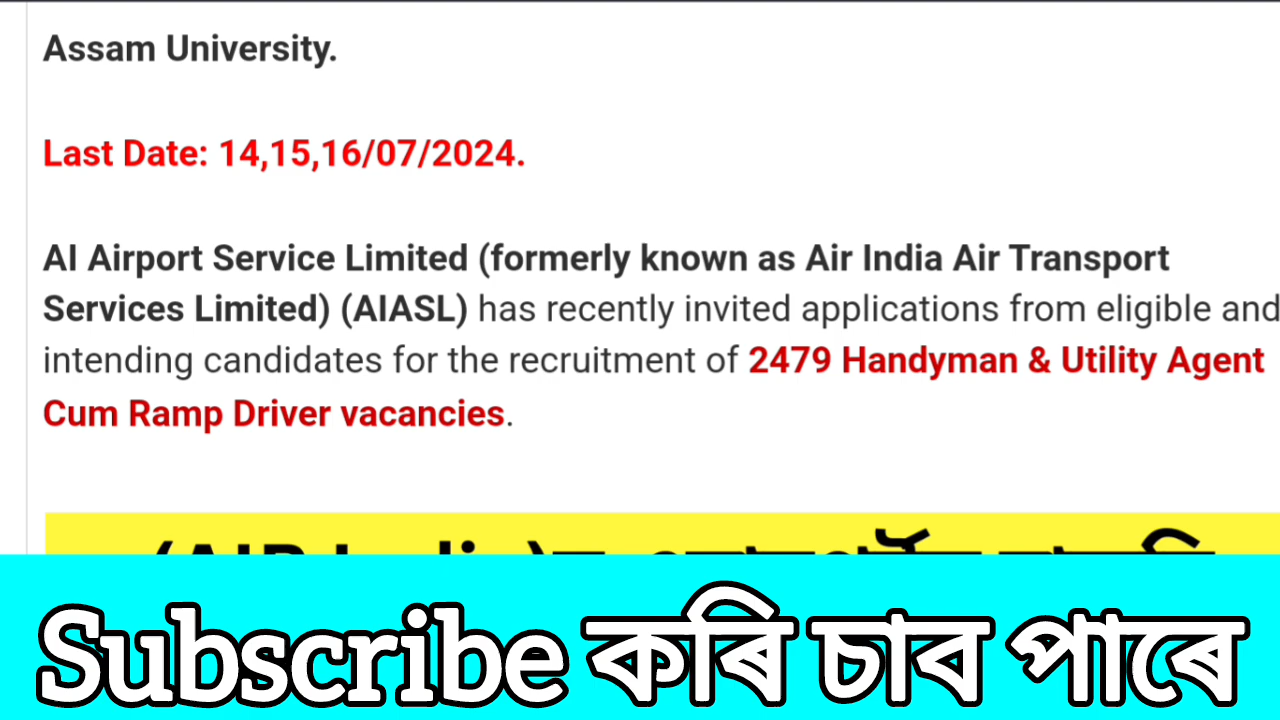 Assam University.
Last Date: 14,15,16/07/2024.
AI Airport Service Limited (formerly known as Air India Air Transport
Services Limited) (AIASL) has recently invited applications from eligible and
intending candidates for the recruitment of 2479 Handyman & Utility Agent
Cum Ramp Driver vacancies.
Subscribe কৰি চাব পাৰে